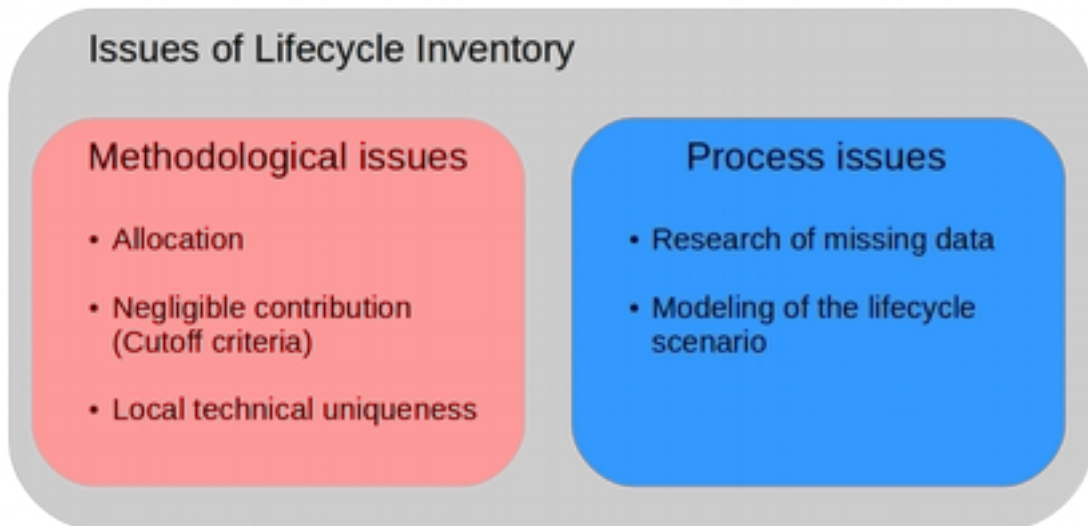 Issues of Lifecycle Inventory
Methodological issues
• Allocation
• Negligible contribution
(Cutoff criteria)
• Local technical uniqueness
Process issues
• Research of missing data
• Modeling of the lifecycle
scenario